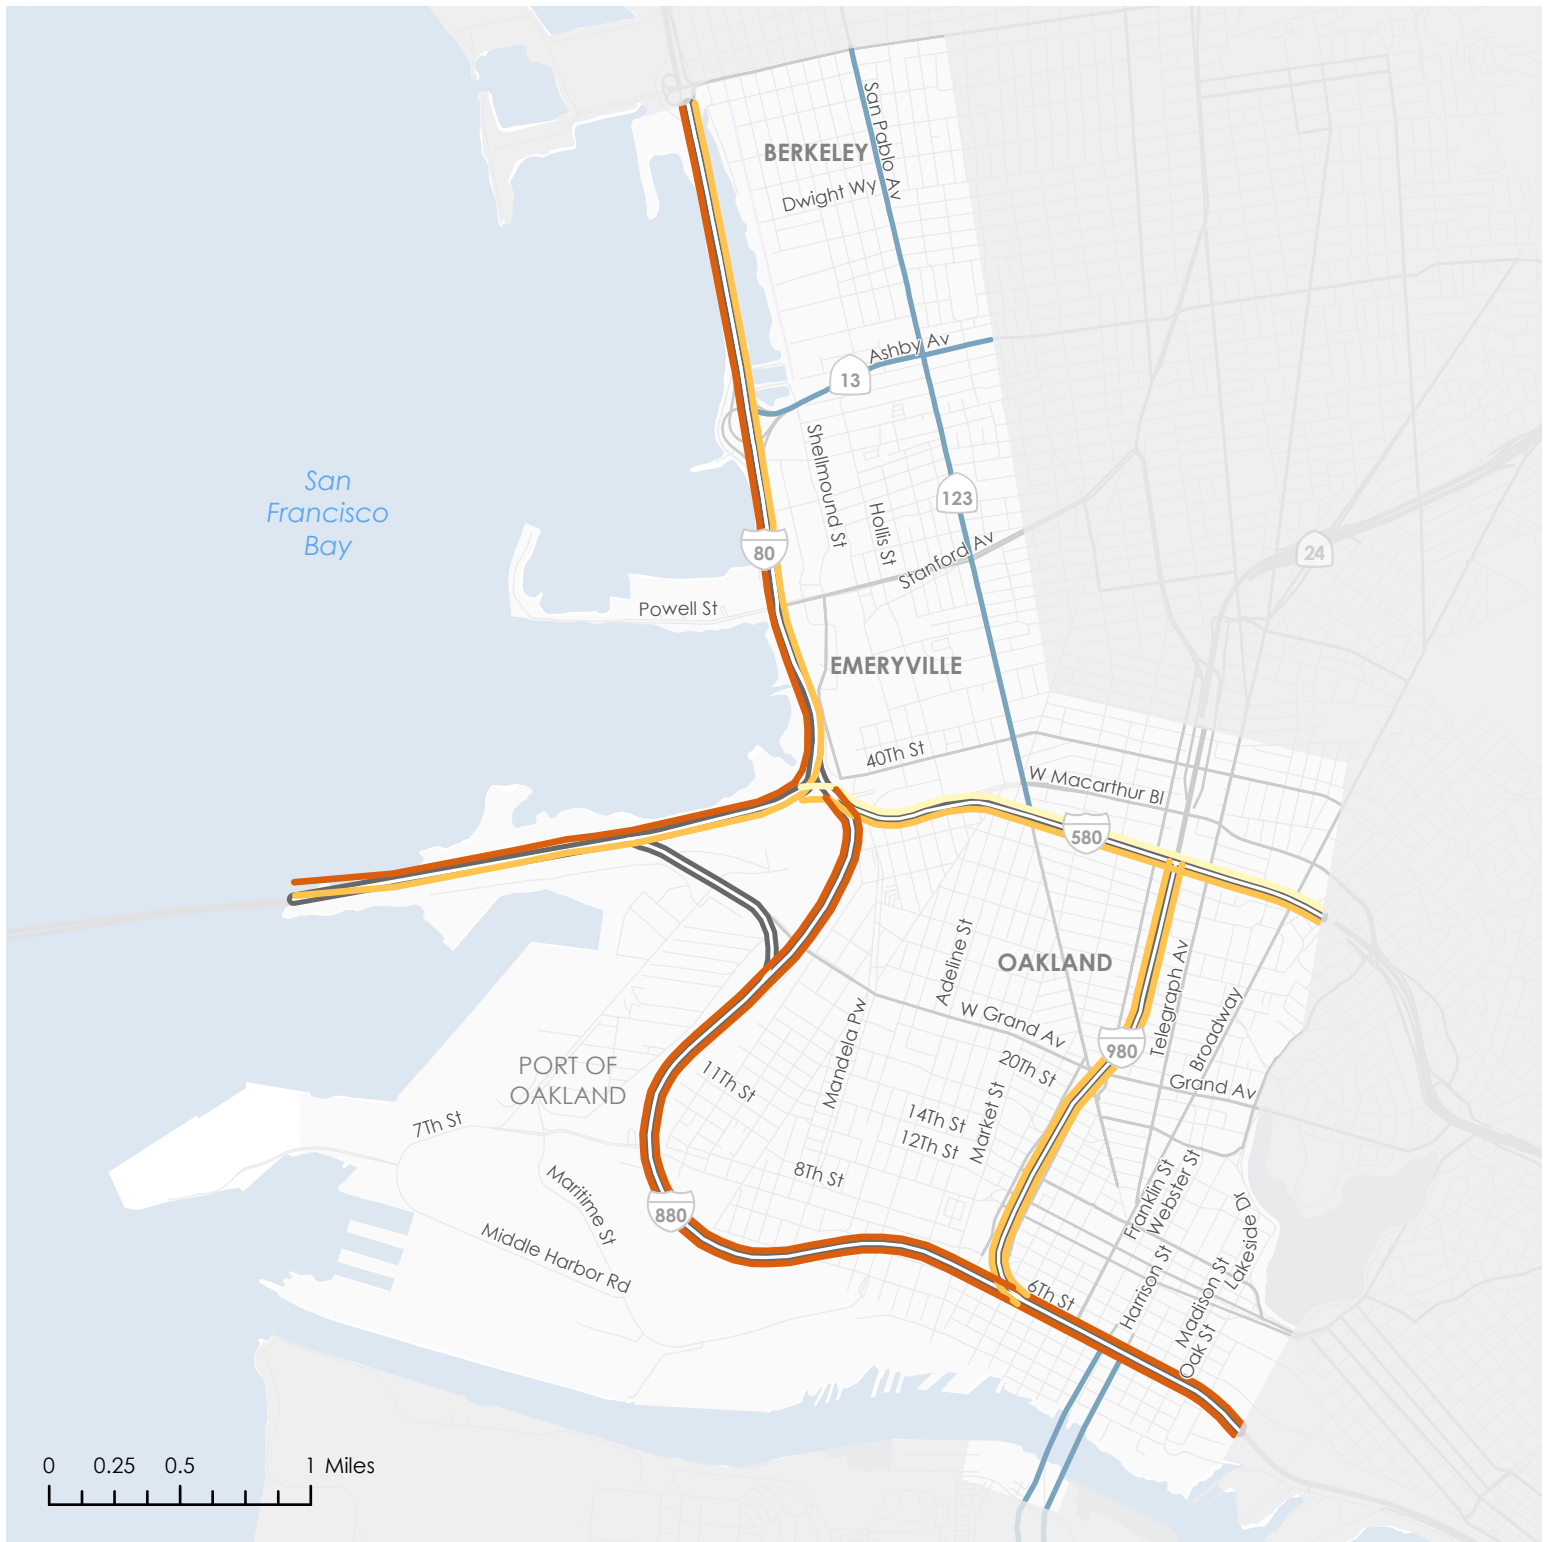 San Pablo Av
BERKELEY
Dwight Wy
Ashby Av
13
Shellmound St
San
Francisco
Bay
123
Hollis St
80
Stanford Av
24
Powell St
EMERYVILLE
40Th St
W Macarthur Bl
580
Adeline St
OAKLAND
Telegraph Av
Broadway
W Grand Av
Mandela Pw
980
PORT OF
OAKLAND
11Th St
20Th St
Grand Av
7Th St
14Th St
12Th St
Market St
8Th St
Maritime St
880
Middle Harbor Rd
Franklin St
Webster St
Lakeside Dr
Harrison St
Madison St
Oak St
6Th St
0 0.25 0.5 1 Miles